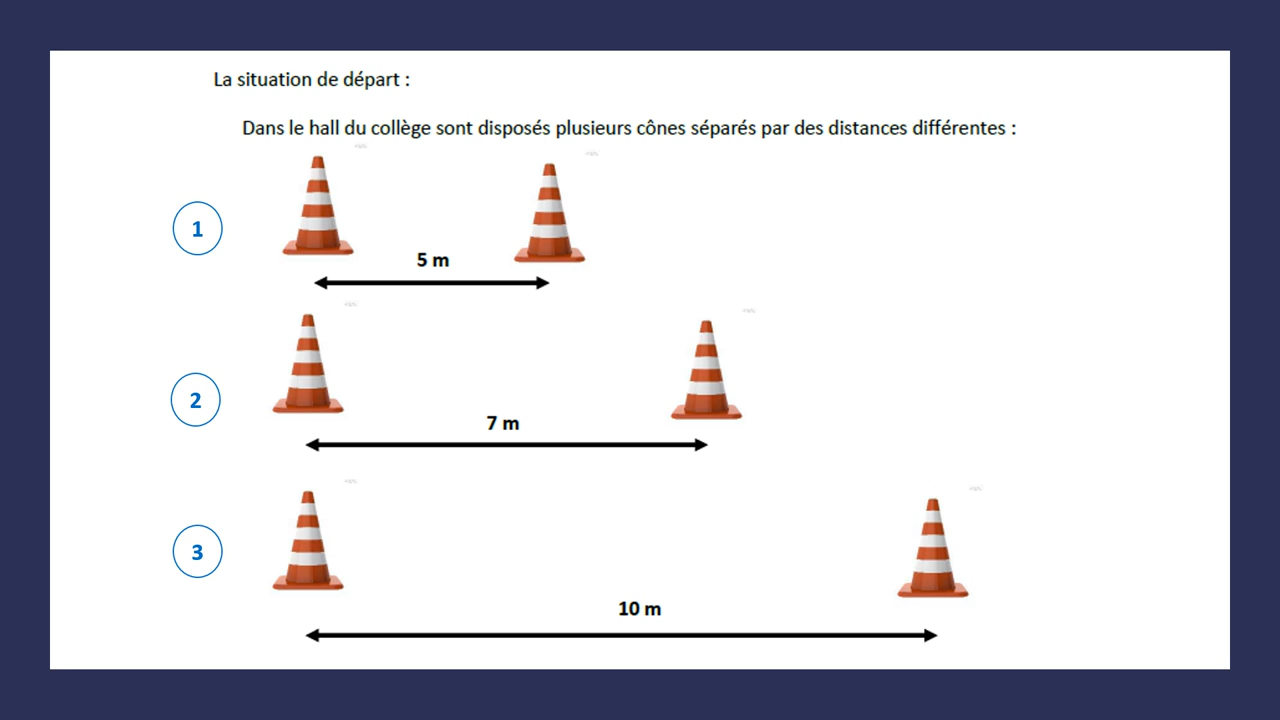 La situation de départ :
Dans le hall du collège sont disposés plusieurs cônes séparés par des distances différentes :
1
5 m
2
7 m
3
10 m